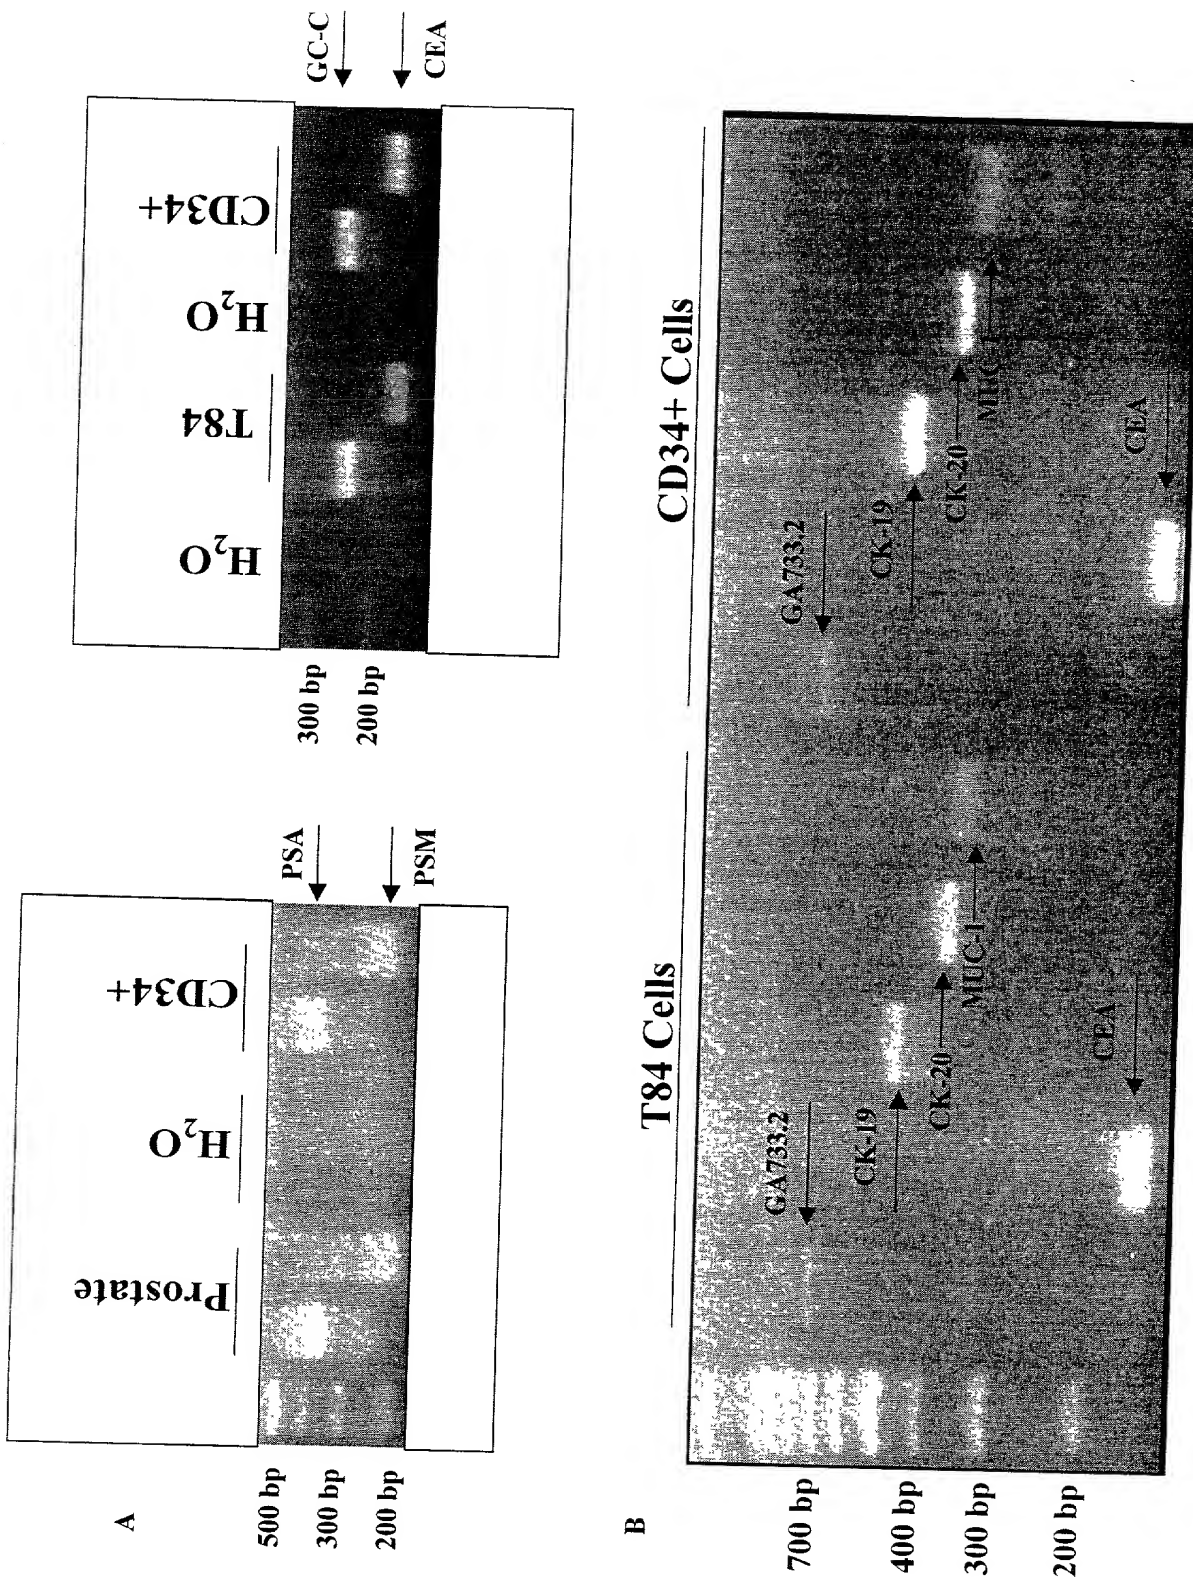 A
500 bp
300 bp
200 bp
Prostate
H₂O
CD34+
PSA
PSM
300 bp
200 bp
H₂O
T84
H₂O
CD34+
GC-C
CEA
B
T84 Cells
CD34+ Cells
700 bp
400 bp
300 bp
200 bp
GA733.2
CK-19
CK-20
MUC-1
CEA
GA733.2
CK-19
CK-20
CEA